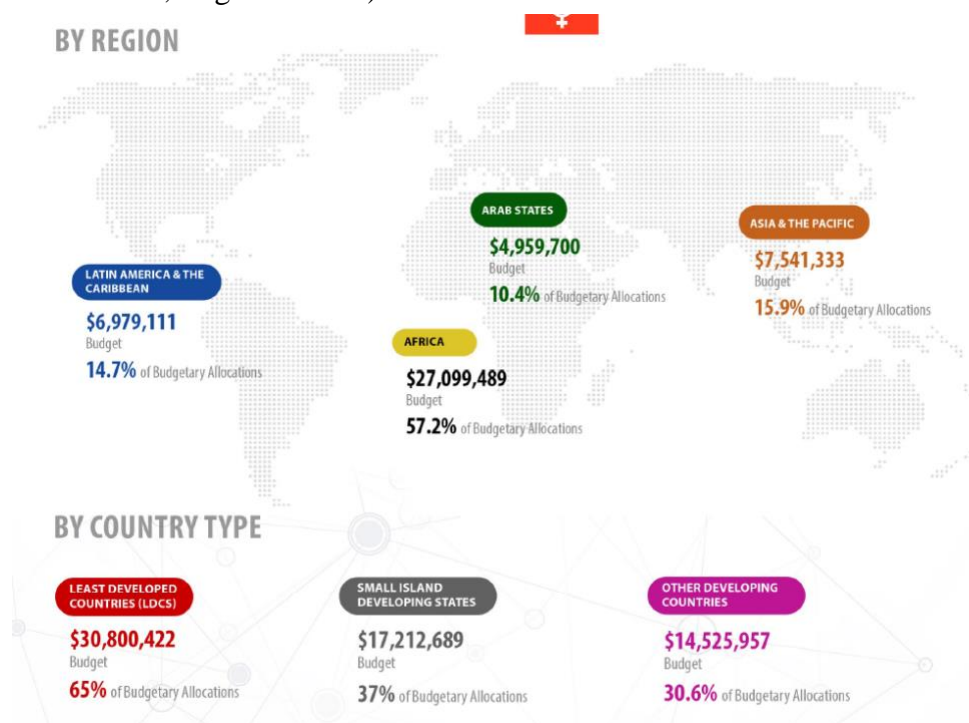 BY REGION
ARAB STATES
$4,959,700
Budget
10.4% of Budgetary Allocations
ASIA & THE PACIFIC
$7,541,333
Budget
15.9% of Budgetary Allocations
LATIN AMERICA & THE
CARIBBEAN
$6,979,111
Budget
14.7% of Budgetary Allocations
AFRICA
$27,099,489
Budget
57.2% of Budgetary Allocations
BY COUNTRY TYPE
LEAST DEVELOPED
COUNTRIES (LDCS)
$30,800,422
Budget
65% of Budgetary Allocations
SMALL ISLAND
DEVELOPING STATES
$17,212,689
Budget
37% of Budgetary Allocations
OTHER DEVELOPING
COUNTRIES
$14,525,957
Budget
30.6% of Budgetary Allocations